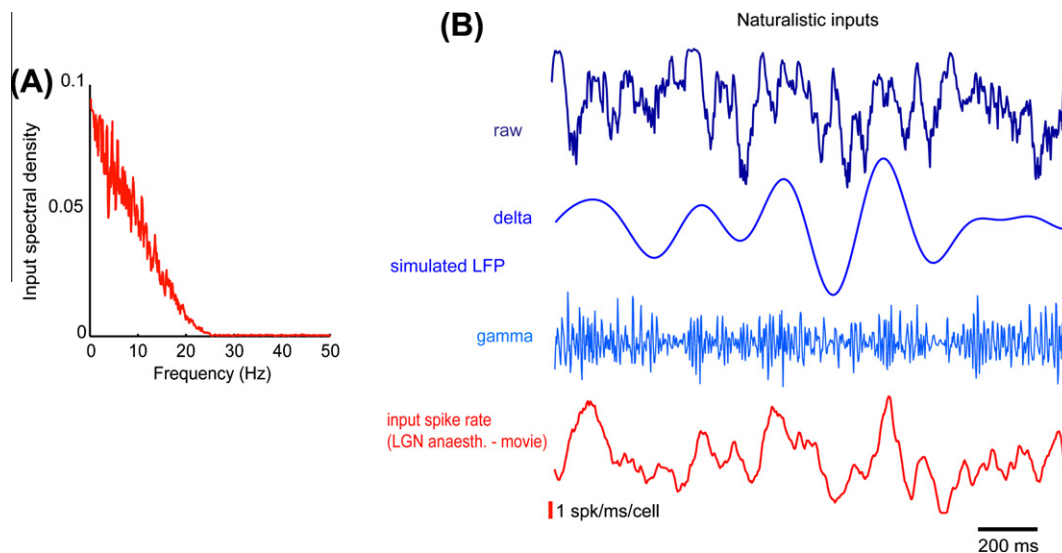 (A)
0.1
0.05
0
Input spectral density
0 10 20 30 40 50
Frequency (Hz)
(B)
Naturalistic inputs
raw
delta
simulated LFP
gamma
input spike rate
(LGN anaesth. - movie)
1 spk/ms/cell
200 ms